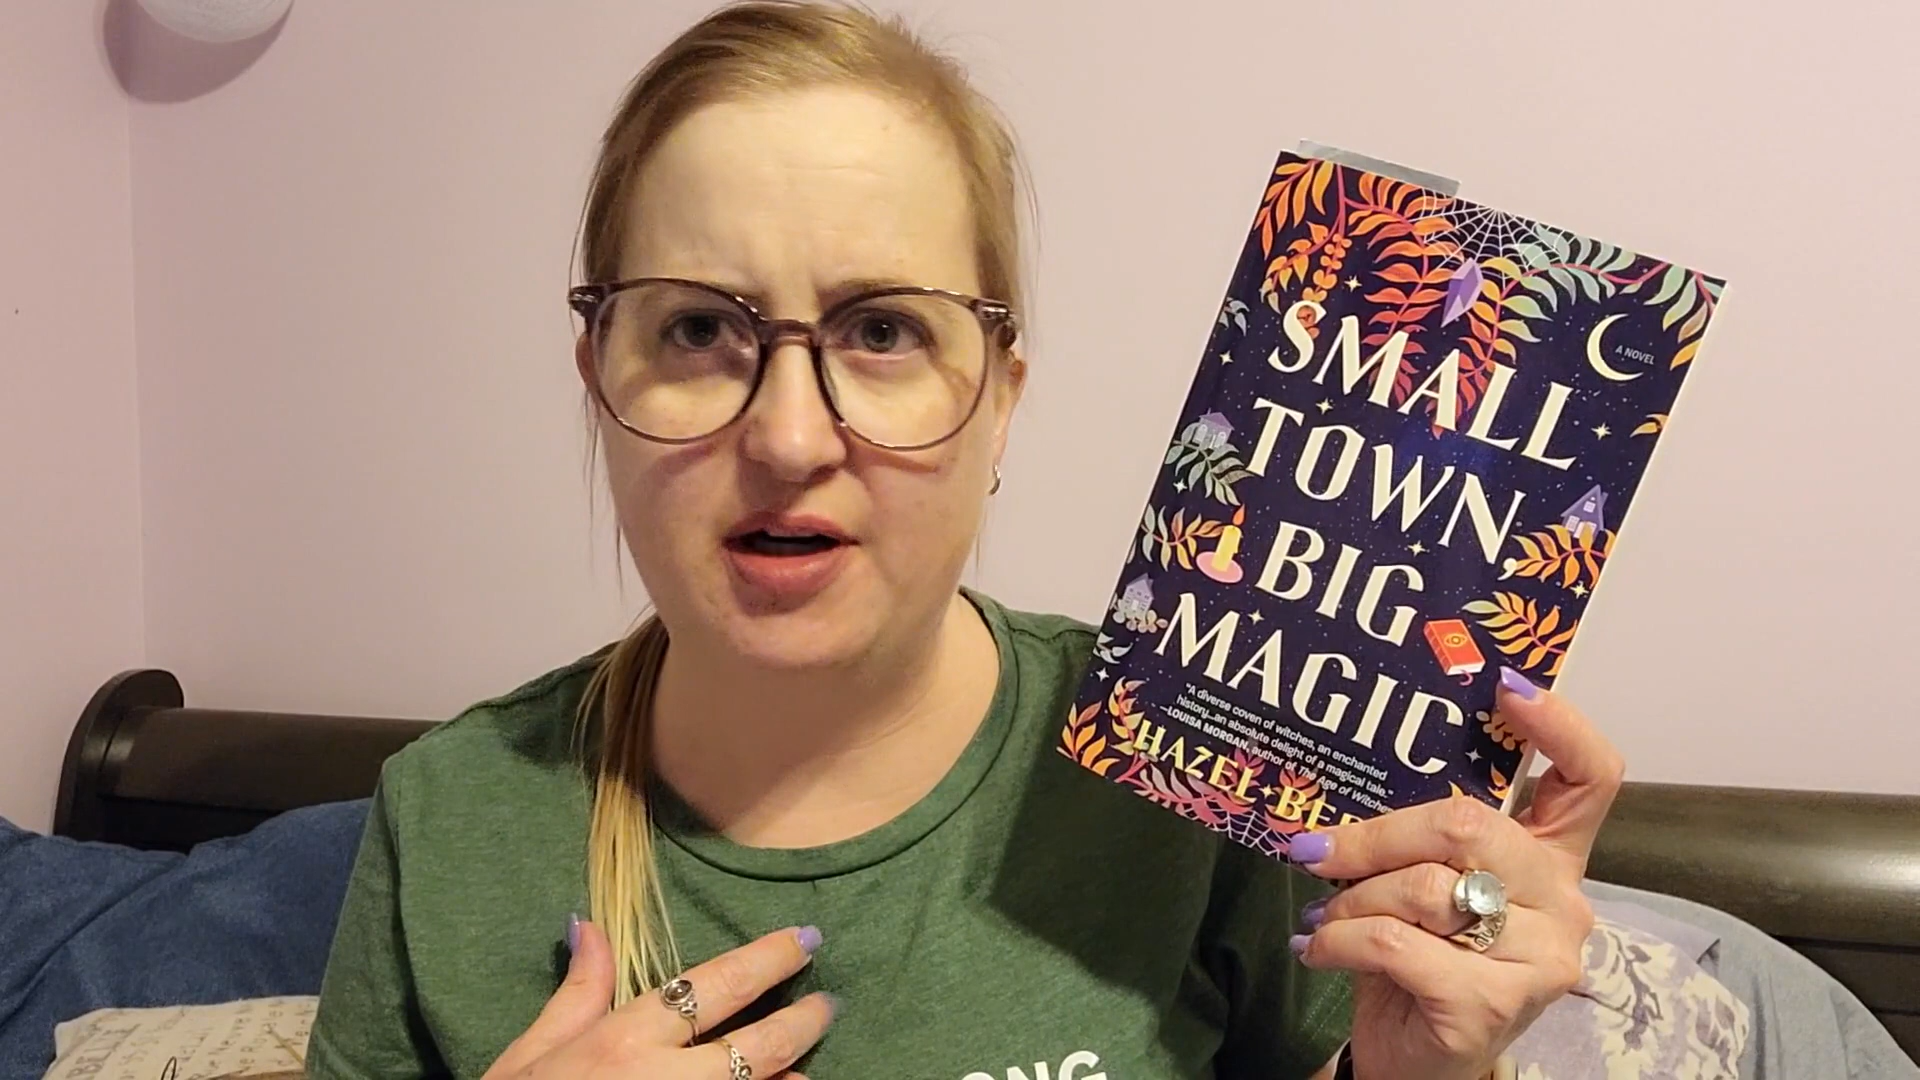 A NOVEL
SMALL
TOWN,
BIG
MAGIC
"A diverse coven of witches, an enchanted
history...an absolute delight of a magical tale."
—LOUISA MORGAN, author of The Age of Witches
HAZEL BE
ONG